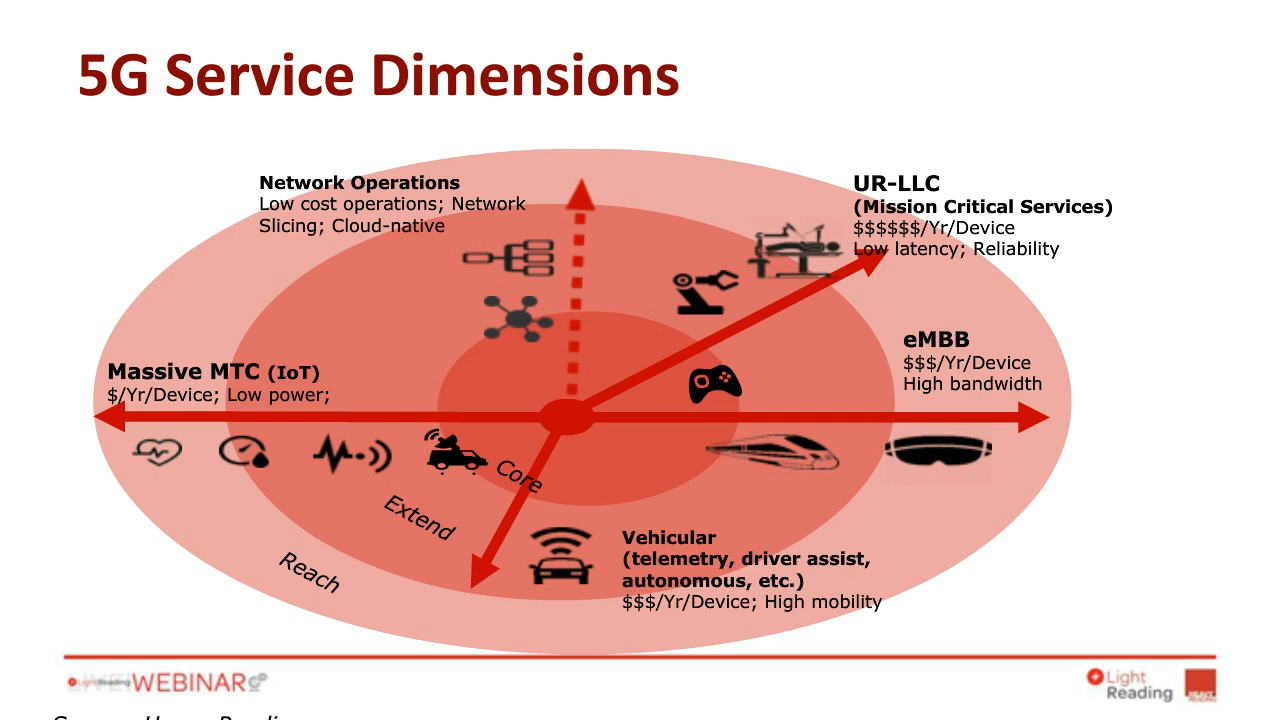 5G Service Dimensions
Network Operations
Low cost operations; Network
Slicing; Cloud-native
UR-LLC
(Mission Critical Services)
$$$$$$/Yr/Device
Low latency; Reliability
eMBB
$$$/Yr/Device
High bandwidth
Massive MTC (IoT)
$/Yr/Device; Low power;
Core
Extend
Reach
Vehicular
(telemetry, driver assist,
autonomous, etc.)
$$$/Yr/Device; High mobility
WEBINAR
Light
Reading